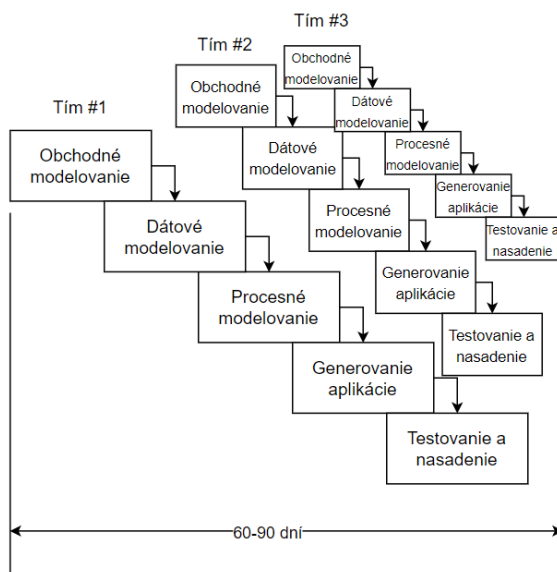 Tím #1
Obchodné
modelovanie
Dátové
modelovanie
Procesné
modelovanie
Generovanie
aplikácie
Testovanie a
nasadenie
Tím #2
Obchodné
modelovanie
Dátové
modelovanie
Procesné
modelovanie
Generovanie
aplikácie
Testovanie a
nasadenie
Tím #3
Obchodné
modelovanie
Dátové
modelovanie
Procesné
modelovanie
Generovanie
aplikácie
Testovanie a
nasadenie
60-90 dní